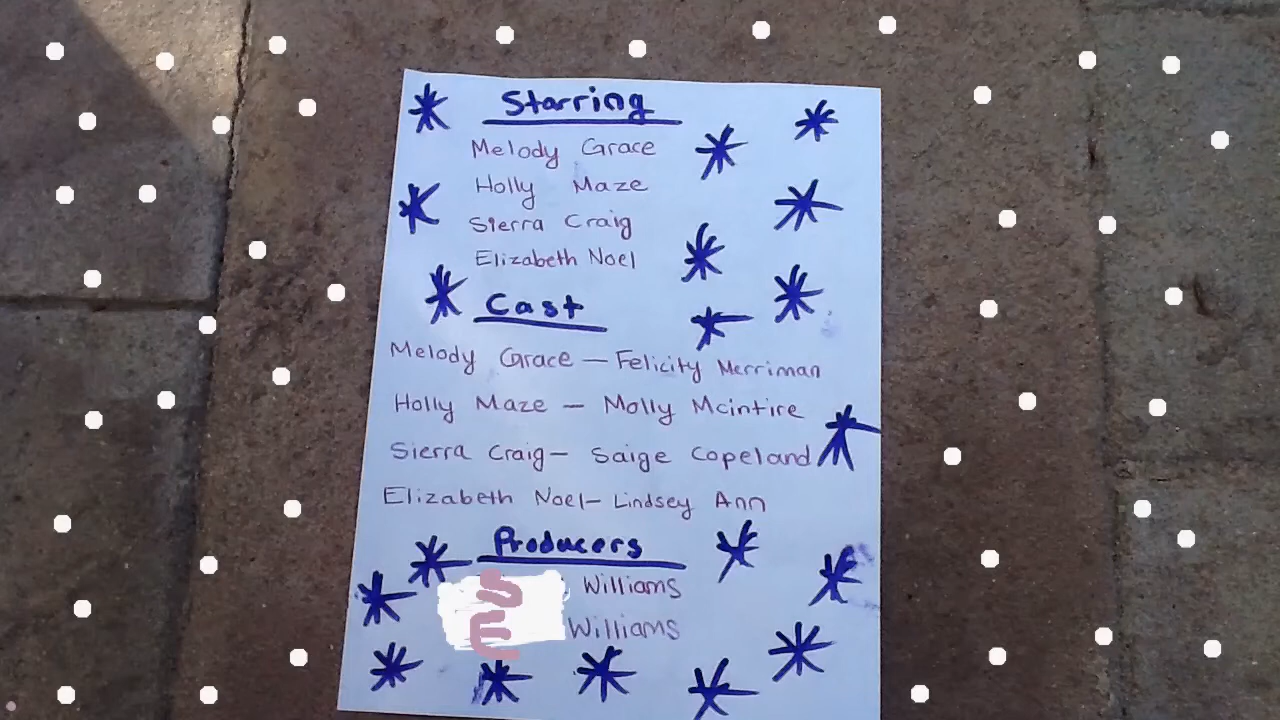 Starring
Melody Grace
Holly Maze
Sierra Craig
Elizabeth Noel
Cast
Melody Grace — Felicity Merriman
Holly Maze — Molly Mcintire
Sierra Craig— Saige Copeland
Elizabeth Noel— Lindsey Ann
Producers
S Williams
E Williams